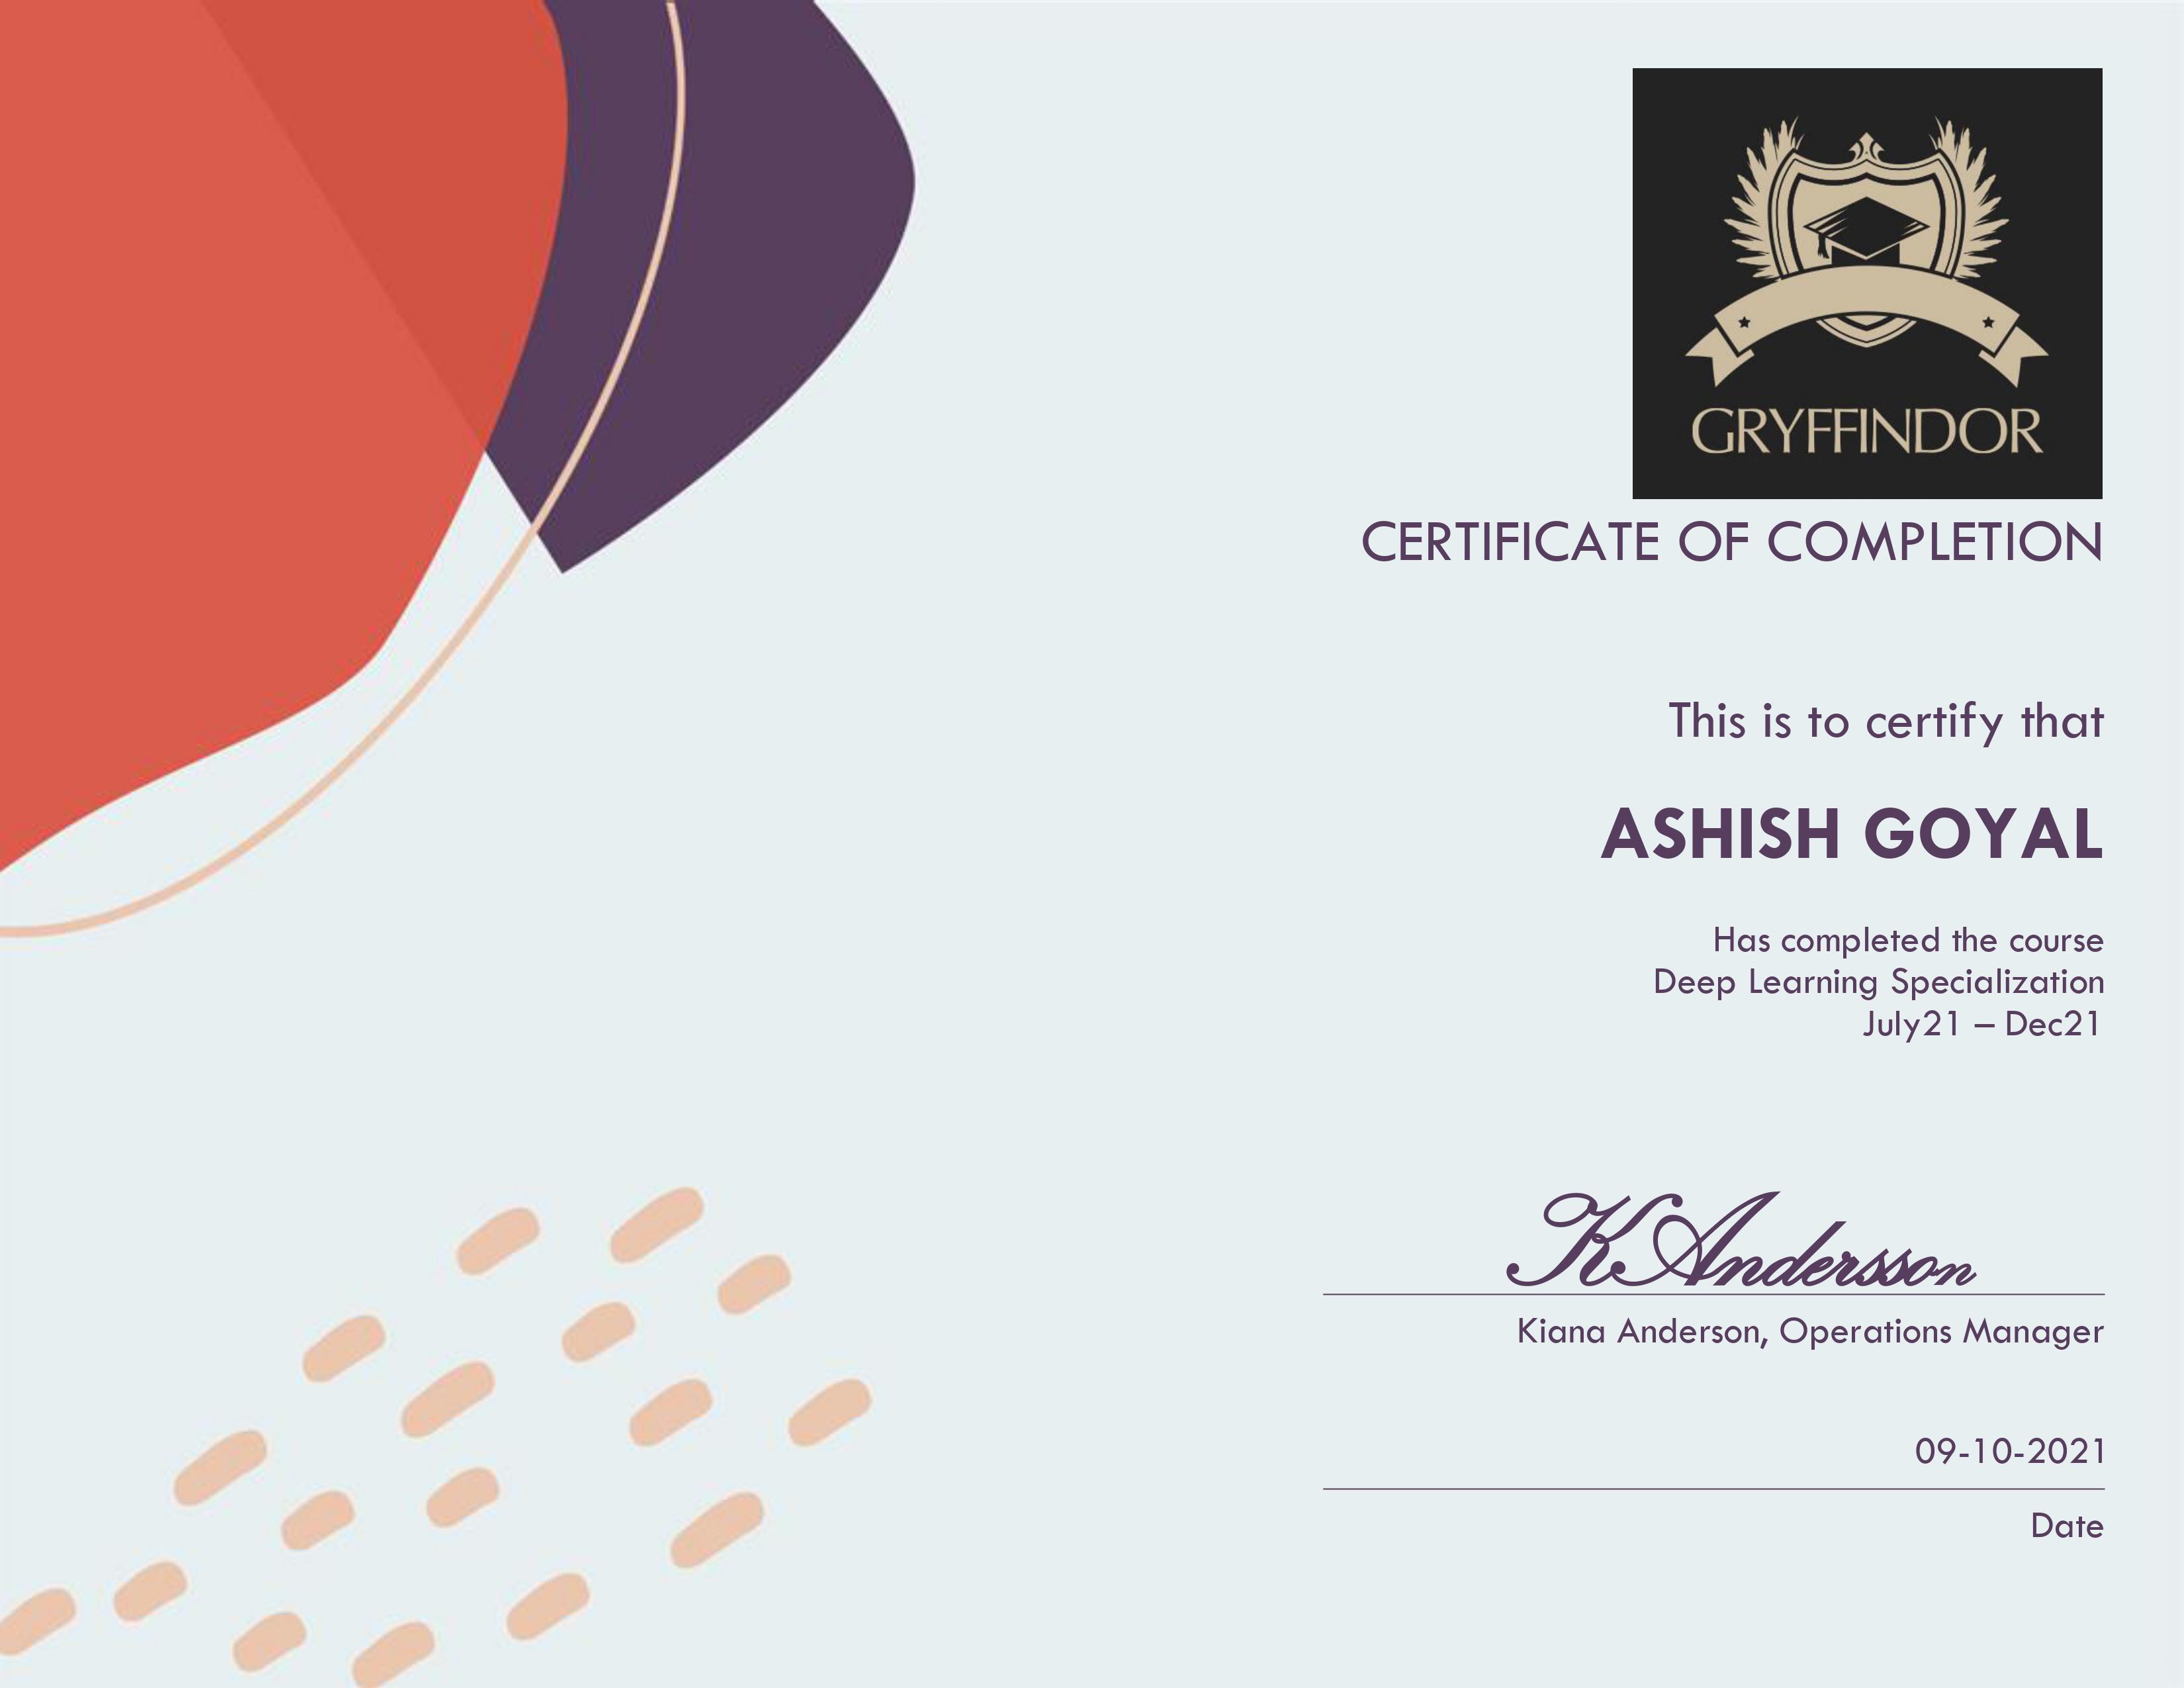 GRYFFINDOR
CERTIFICATE OF COMPLETION
This is to certify that
ASHISH GOYAL
Has completed the course
Deep Learning Specialization
July21 – Dec21
KAndersson
Kiana Anderson, Operations Manager
09-10-2021
Date